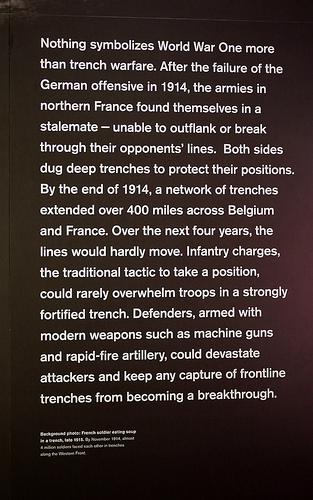 Nothing symbolizes World War One more
than trench warfare. After the failure of the
German offensive in 1914, the armies in
northern France found themselves in a
stalemate – unable to outflank or break
through their opponents' lines. Both sides
dug deep trenches to protect their positions.
By the end of 1914, a network of trenches
extended over 400 miles across Belgium
and France. Over the next four years, the
lines would hardly move. Infantry charges,
the traditional tactic to take a position,
could rarely overwhelm troops in a strongly
fortified trench. Defenders, armed with
modern weapons such as machine guns
and rapid-fire artillery, could devastate
attackers and keep any capture of frontline
trenches from becoming a breakthrough.
Background photo: French soldier eating soup
in a trench, late 1915. By November 1914, almost
4 million soldiers faced each other in trenches
along the Western Front.